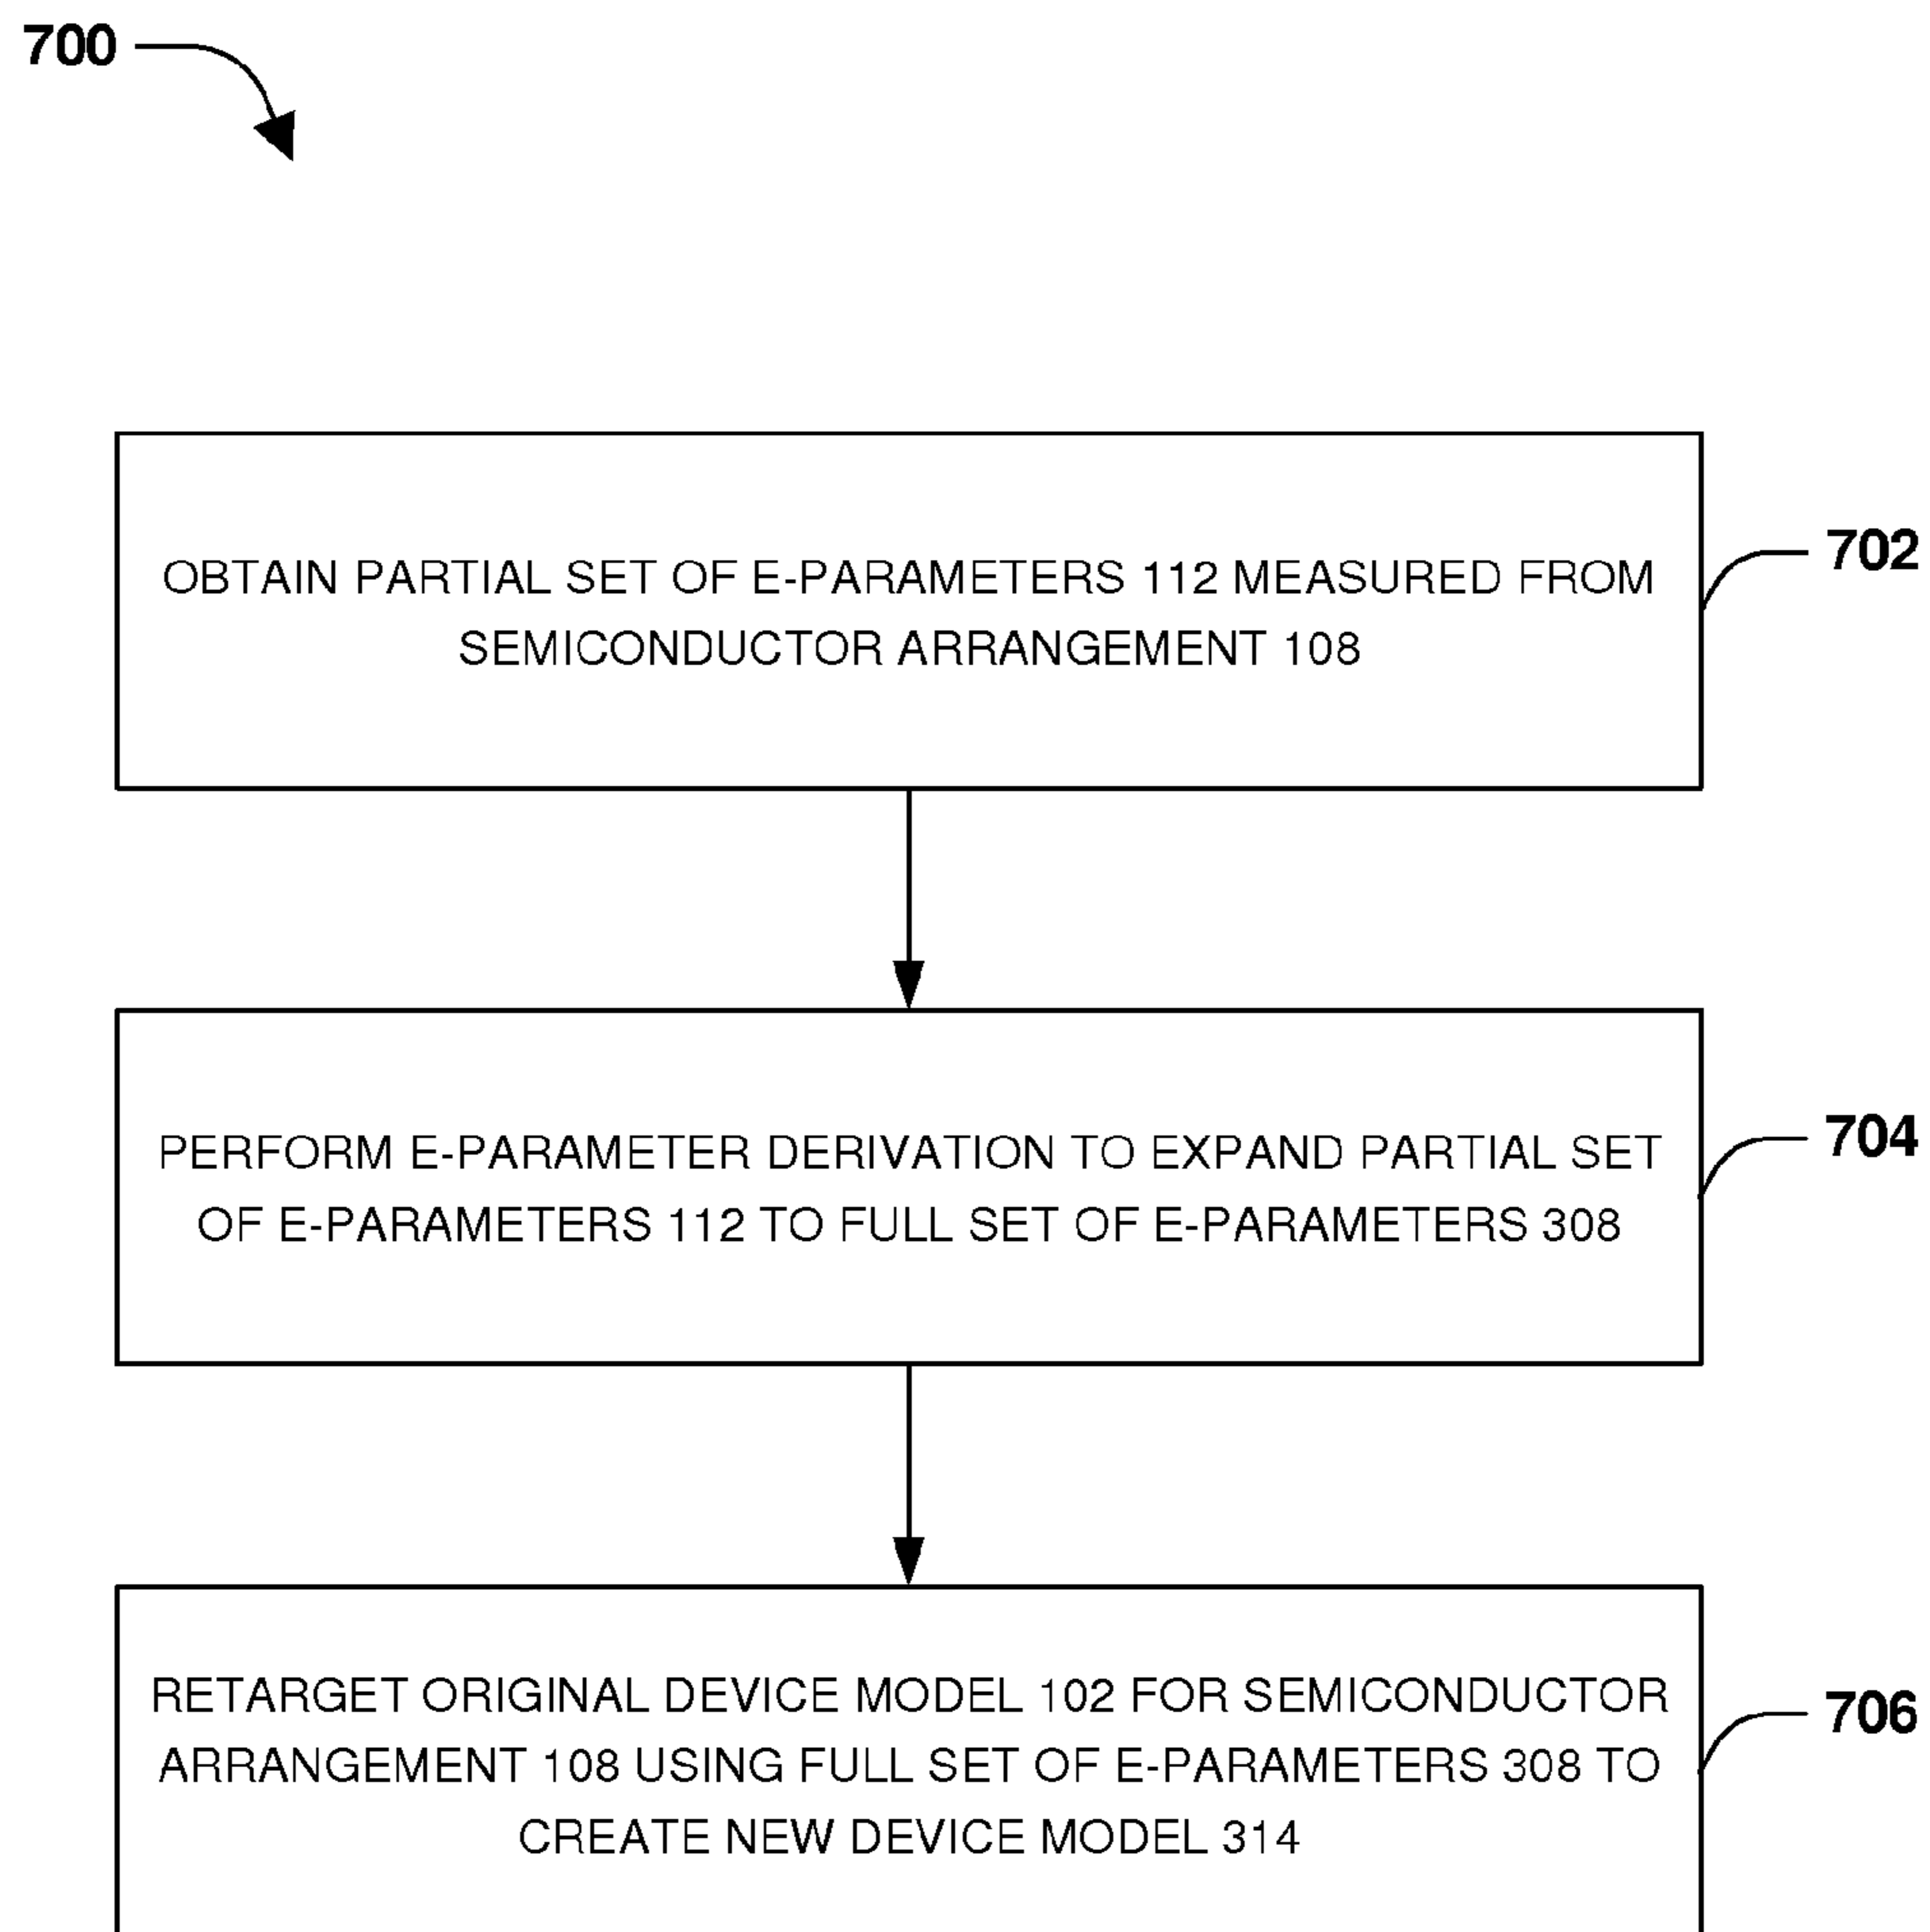 700
OBTAIN PARTIAL SET OF E-PARAMETERS 112 MEASURED FROM
SEMICONDUCTOR ARRANGEMENT 108
702
PERFORM E-PARAMETER DERIVATION TO EXPAND PARTIAL SET
OF E-PARAMETERS 112 TO FULL SET OF E-PARAMETERS 308
704
RETARGET ORIGINAL DEVICE MODEL 102 FOR SEMICONDUCTOR
ARRANGEMENT 108 USING FULL SET OF E-PARAMETERS 308 TO
CREATE NEW DEVICE MODEL 314
706